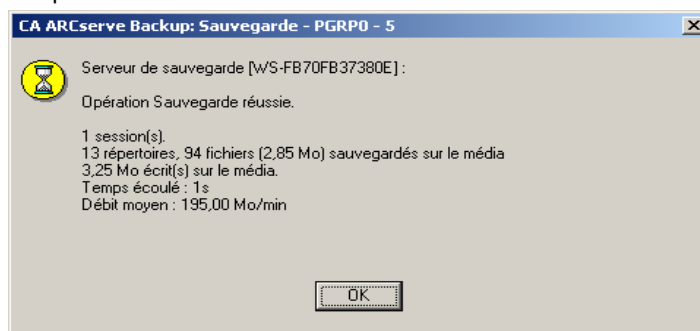 CA ARCserve Backup: Sauvegarde - PGRP0 - 5
Serveur de sauvegarde [WS-FB70FB37380E] :
Opération Sauvegarde réussie.
1 session(s).
13 répertoires, 94 fichiers (2,85 Mo) sauvegardés sur le média
3,25 Mo écrit(s) sur le média.
Temps écoulé : 1s
Débit moyen : 195,00 Mo/min
OK